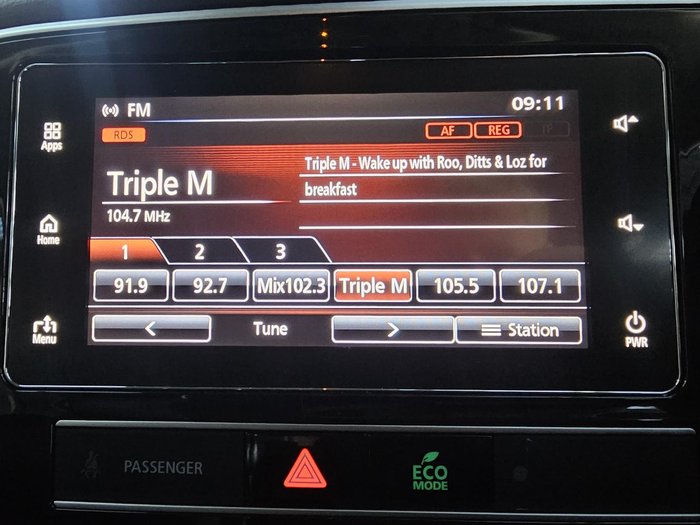 FM
09:11
RDS
AF
REG
Apps
Triple M
Triple M - Wake up with Roo, Ditts & Loz for
breakfast
104.7 MHz
Home
1
2
3
91.9
92.7
Mix102.3
Triple M
105.5
107.1
<
Tune
>
Station
Menu
PWR
PASSENGER
ECO
MODE